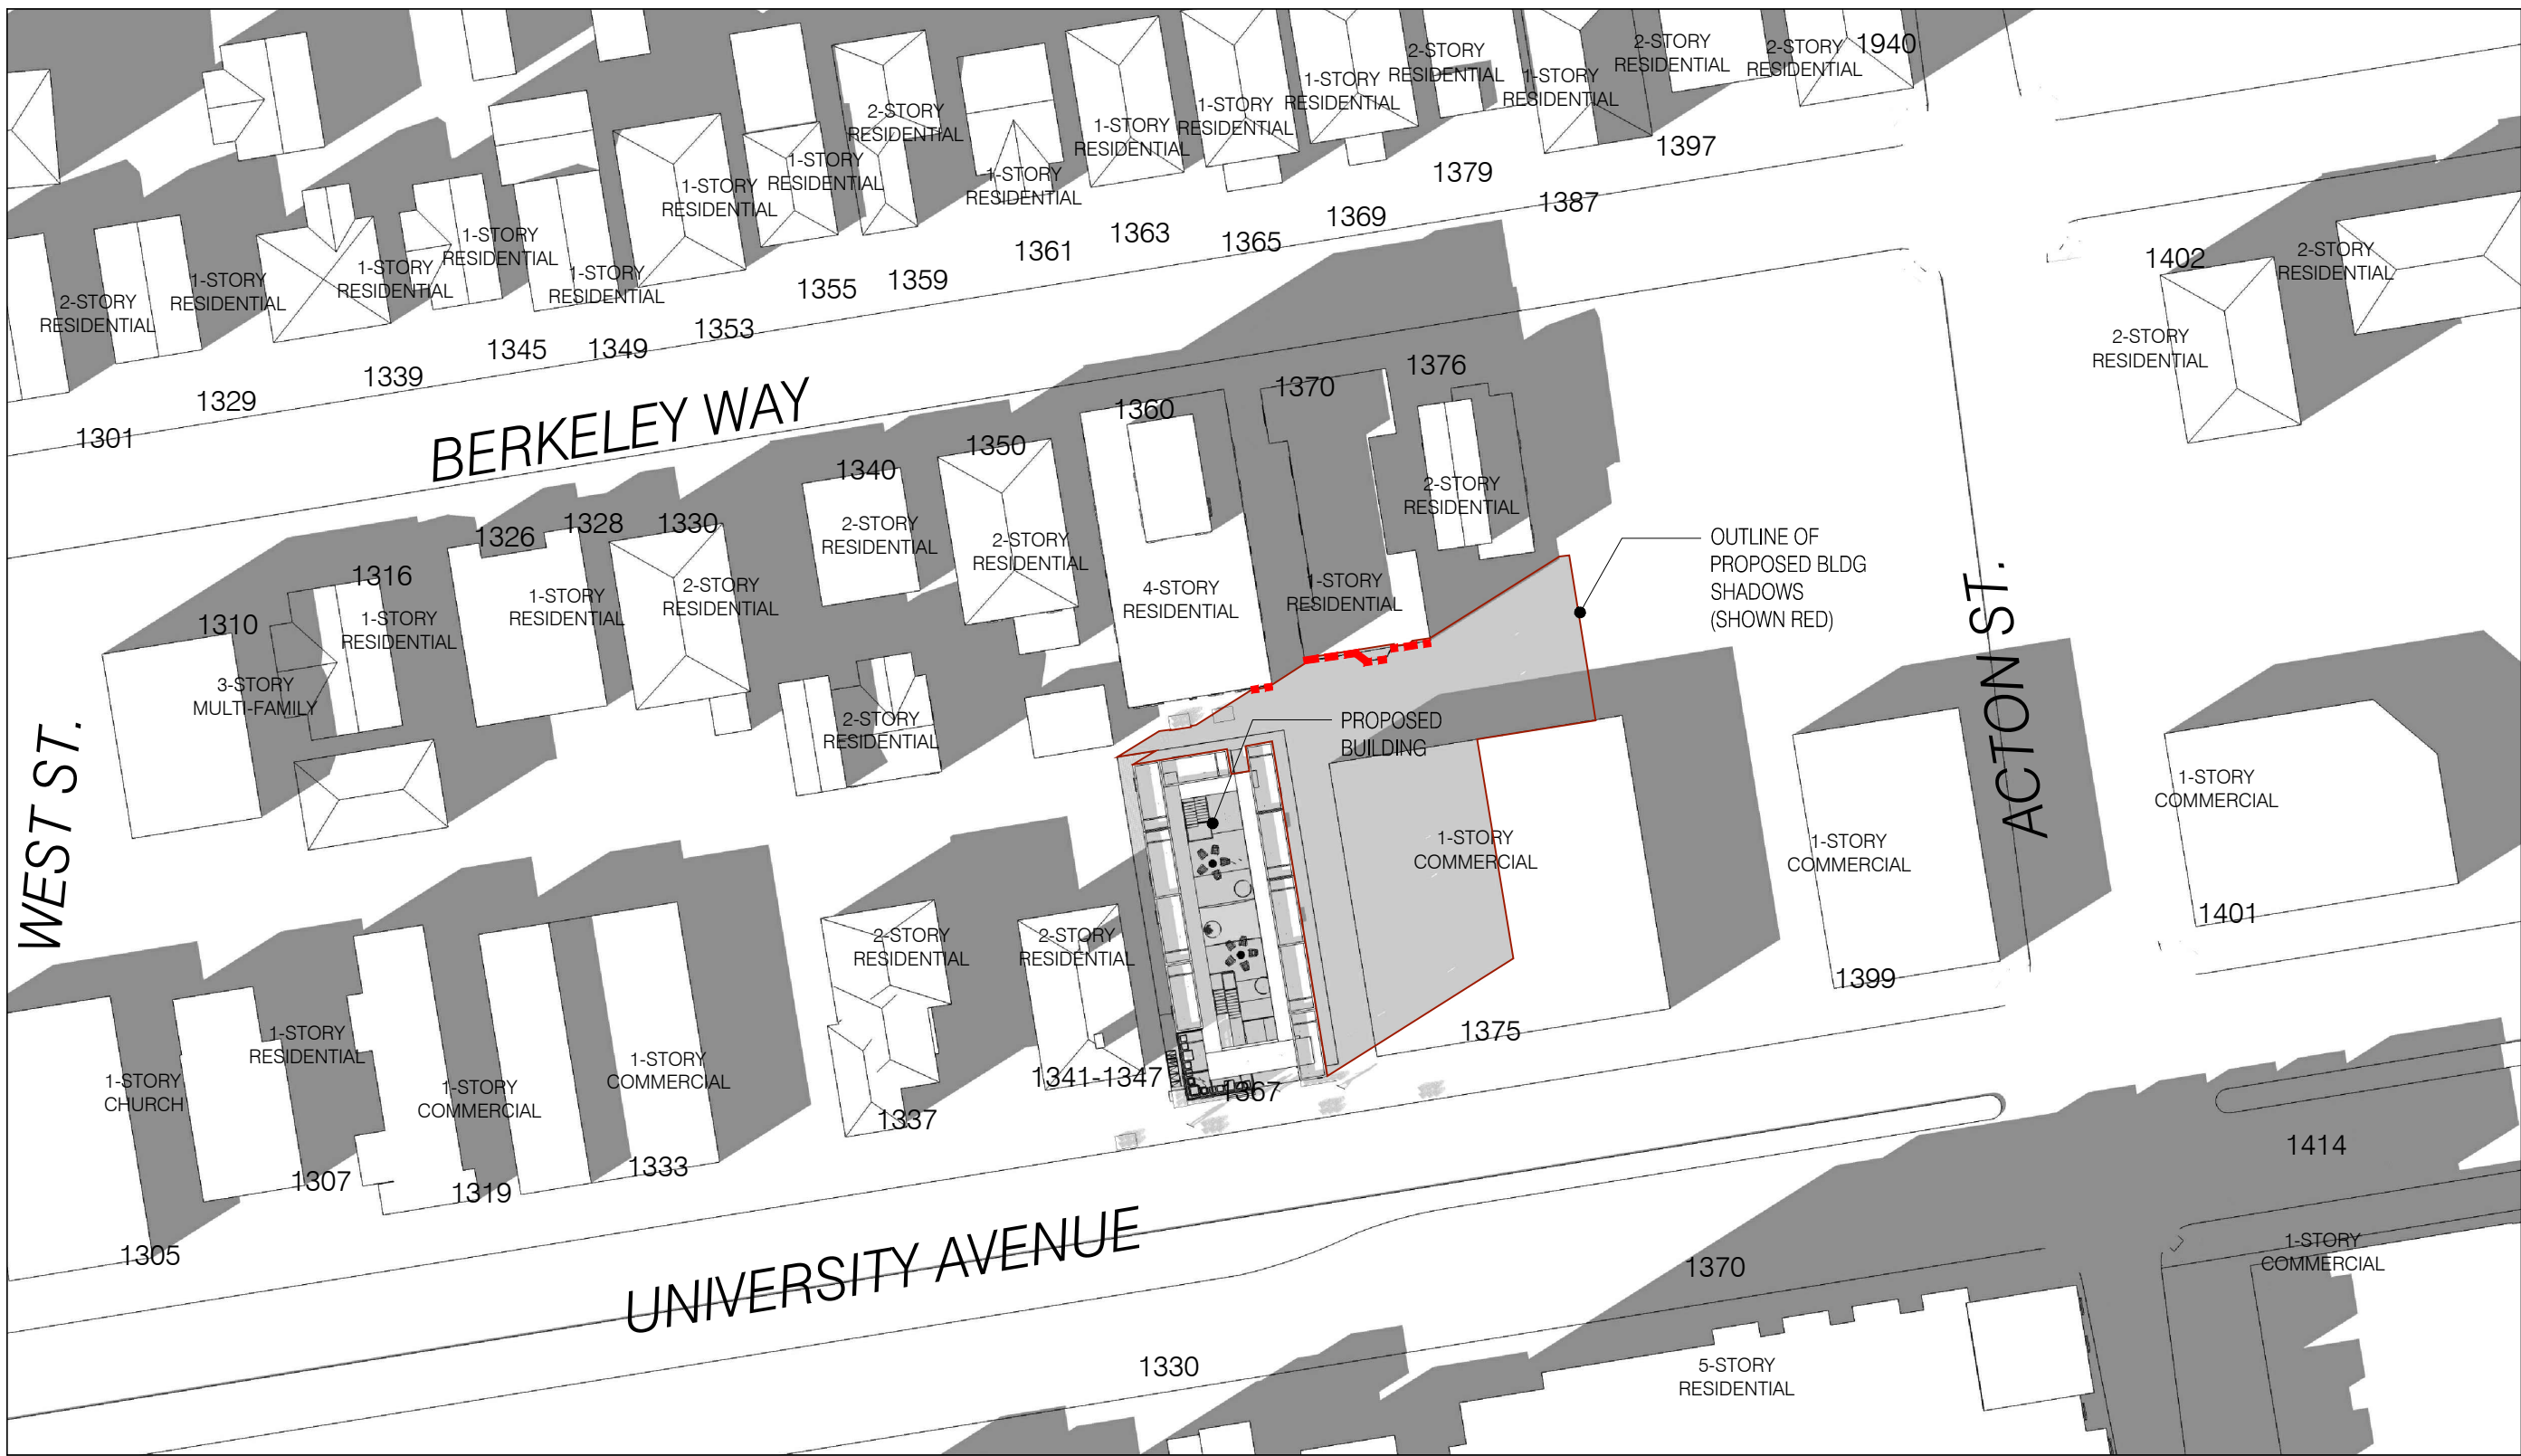 1940
2-STORY
RESIDENTIAL
2-STORY
RESIDENTIAL
2-STORY
RESIDENTIAL
1-STORY
RESIDENTIAL
1-STORY
RESIDENTIAL
1-STORY
RESIDENTIAL
1-STORY
RESIDENTIAL
2-STORY
RESIDENTIAL
1-STORY
RESIDENTIAL
1-STORY
RESIDENTIAL
1-STORY
RESIDENTIAL
1-STORY
RESIDENTIAL
1-STORY
RESIDENTIAL
1-STORY
RESIDENTIAL
1-STORY
RESIDENTIAL
2-STORY
RESIDENTIAL
1397
1379
1387
1369
1365
1363
1361
1359
1355
1353
1349
1345
1339
1329
1301
1402
2-STORY
RESIDENTIAL
2-STORY
RESIDENTIAL
BERKELEY WAY
1376
1370
1360
1350
1340
1330
1328
1326
1316
1310
2-STORY
RESIDENTIAL
1-STORY
RESIDENTIAL
4-STORY
RESIDENTIAL
2-STORY
RESIDENTIAL
2-STORY
RESIDENTIAL
2-STORY
RESIDENTIAL
1-STORY
RESIDENTIAL
1-STORY
RESIDENTIAL
3-STORY
MULTI-FAMILY
2-STORY
RESIDENTIAL
OUTLINE OF
PROPOSED BLDG
SHADOWS
(SHOWN RED)
PROPOSED
BUILDING
WEST ST.
ACTON ST.
1-STORY
COMMERCIAL
1-STORY
COMMERCIAL
1-STORY
COMMERCIAL
2-STORY
RESIDENTIAL
2-STORY
RESIDENTIAL
1-STORY
COMMERCIAL
1-STORY
COMMERCIAL
1-STORY
RESIDENTIAL
1-STORY
CHURCH
1401
1399
1375
1367
1341-1347
1337
1333
1319
1307
1305
UNIVERSITY AVENUE
1414
1-STORY
COMMERCIAL
1370
1330
5-STORY
RESIDENTIAL